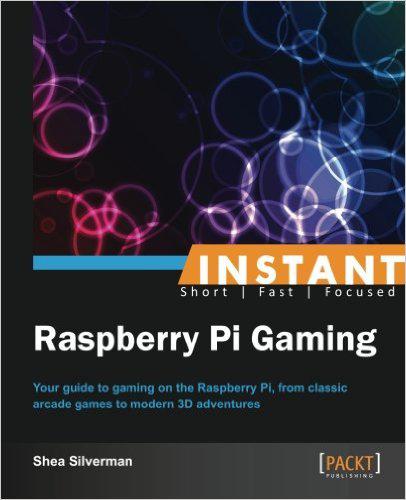 INSTANT
Short | Fast | Focused
Raspberry Pi Gaming
Your guide to gaming on the Raspberry Pi, from classic
arcade games to modern 3D adventures
Shea Silverman
[PACKT]
PUBLISHING